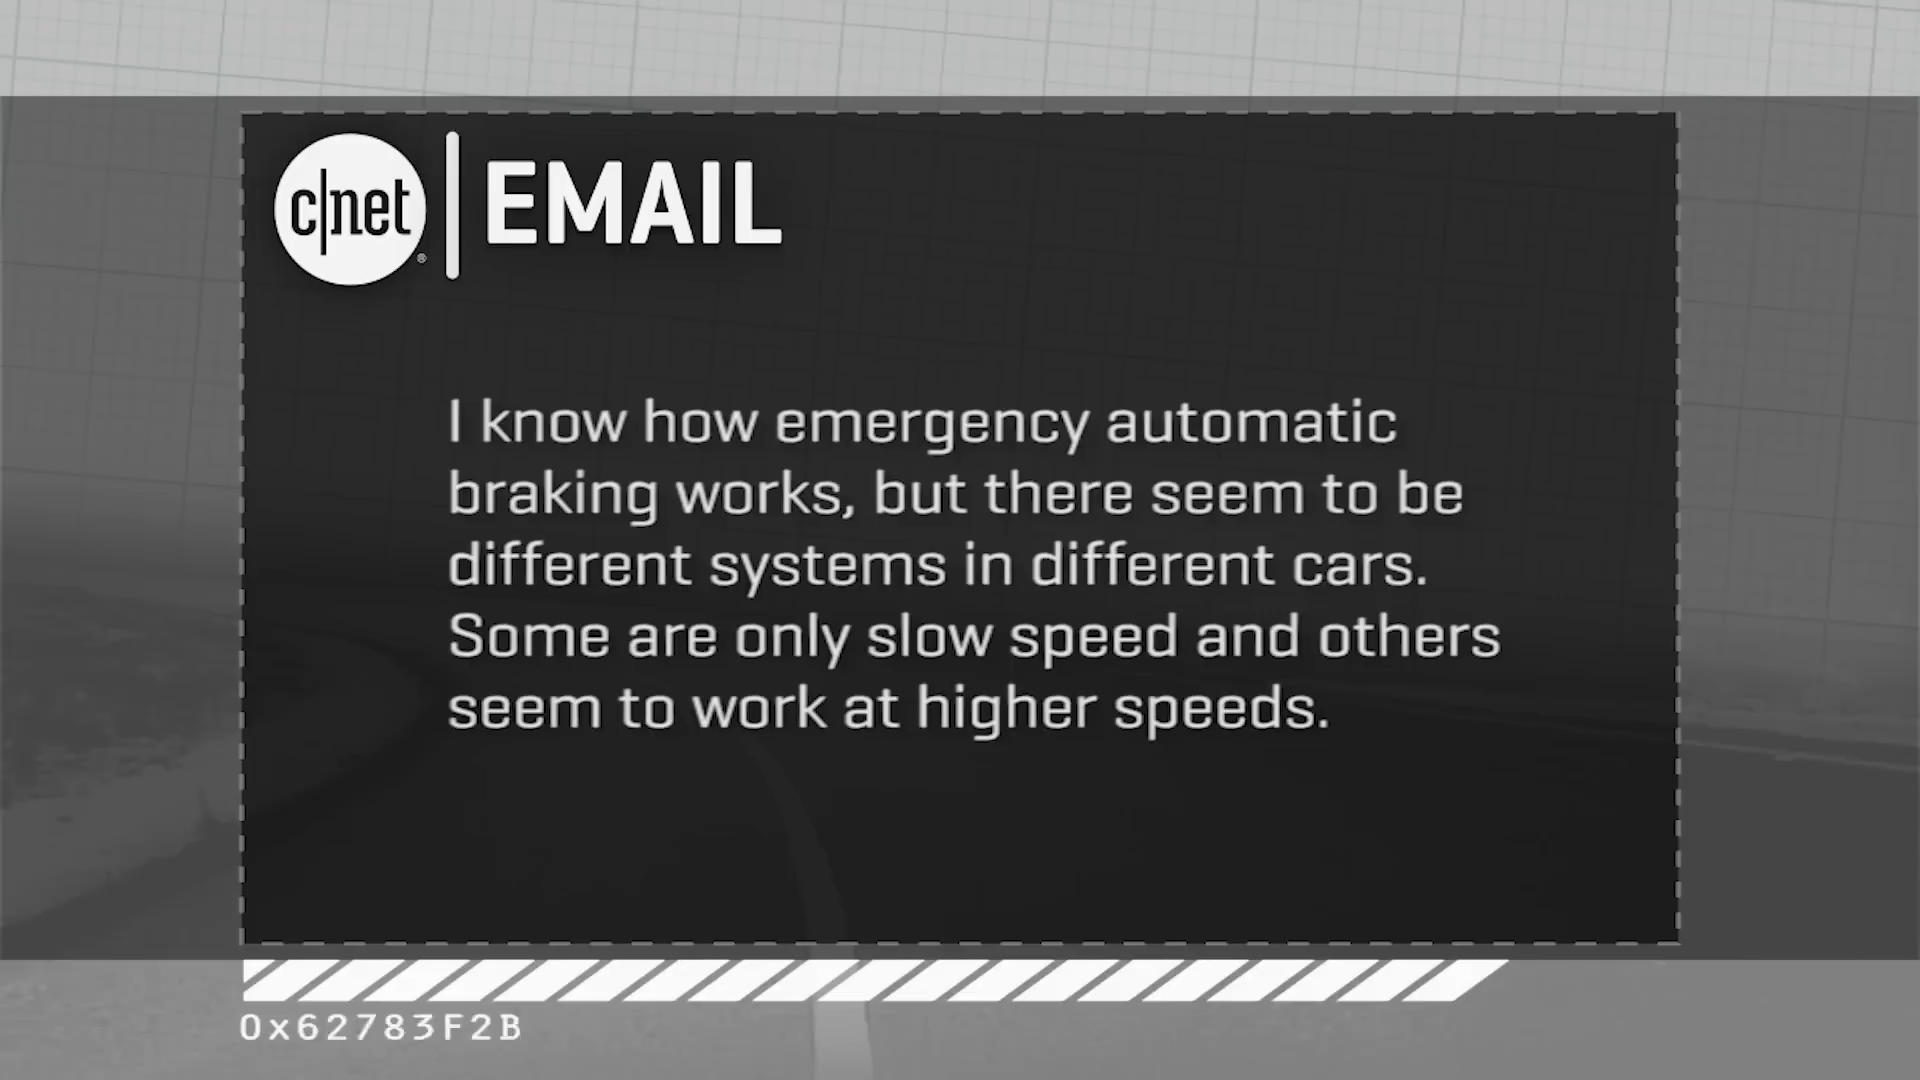 c|net
®
EMAIL
I know how emergency automatic
braking works, but there seem to be
different systems in different cars.
Some are only slow speed and others
seem to work at higher speeds.
0x62783F2B